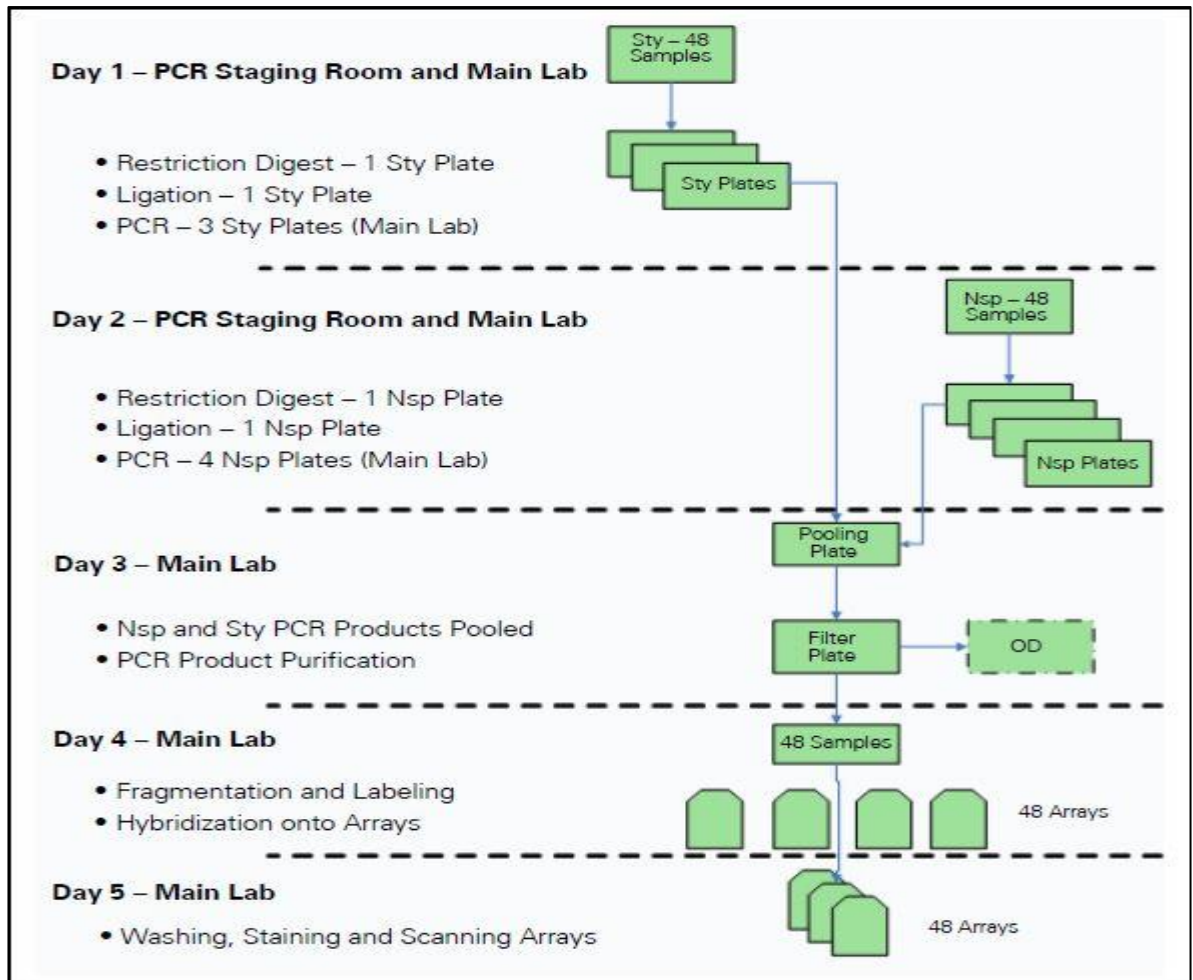 Sty – 48
Samples
Day 1 – PCR Staging Room and Main Lab
• Restriction Digest – 1 Sty Plate
• Ligation – 1 Sty Plate
• PCR – 3 Sty Plates (Main Lab)
Sty Plates
Day 2 – PCR Staging Room and Main Lab
Nsp – 48
Samples
• Restriction Digest – 1 Nsp Plate
• Ligation – 1 Nsp Plate
• PCR – 4 Nsp Plates (Main Lab)
Nsp Plates
Pooling
Plate
Day 3 – Main Lab
• Nsp and Sty PCR Products Pooled
• PCR Product Purification
Filter
Plate
OD
Day 4 – Main Lab
48 Samples
• Fragmentation and Labeling
• Hybridization onto Arrays
48 Arrays
Day 5 – Main Lab
• Washing, Staining and Scanning Arrays
48 Arrays